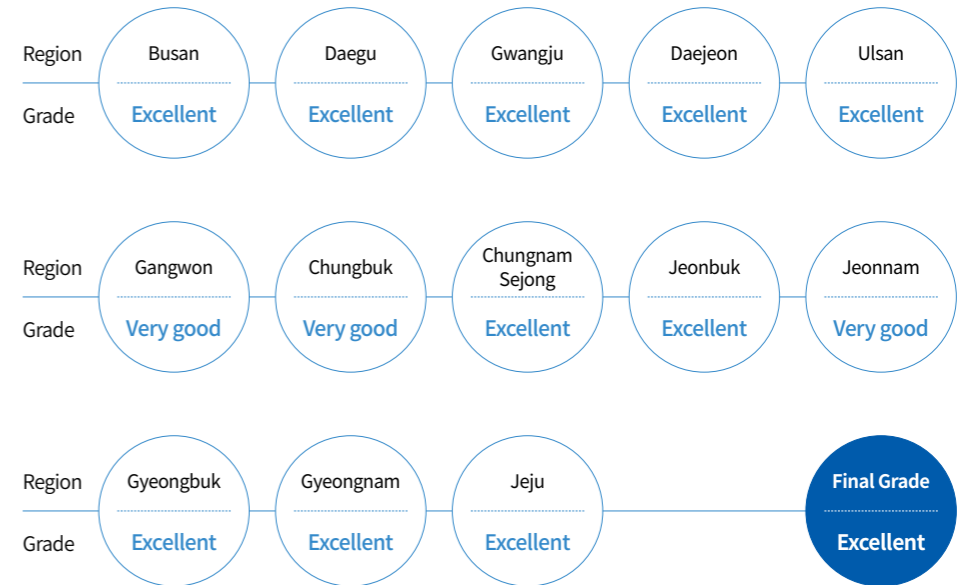 Region Busan Daegu Gwangju Daejeon Ulsan
Grade Excellent Excellent Excellent Excellent Excellent
Region Gangwon Chungbuk Chungnam Sejong Jeonbuk Jeonnam
Grade Very good Very good Excellent Excellent Very good
Region Gyeongbuk Gyeongnam Jeju Final Grade
Grade Excellent Excellent Excellent Excellent